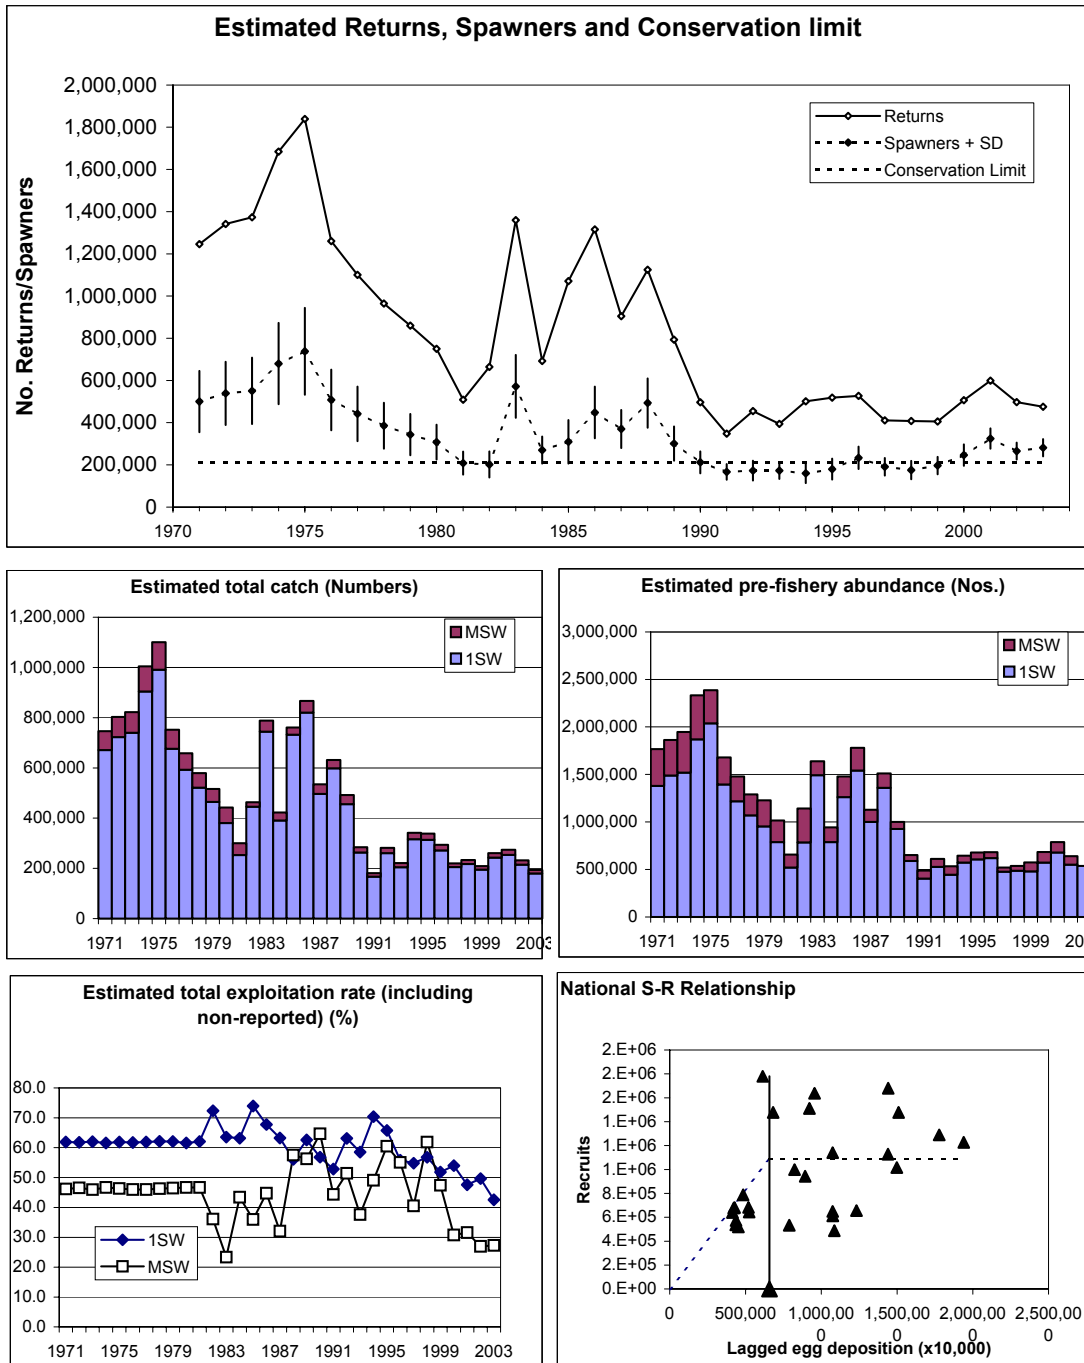 Estimated Returns, Spawners and Conservation limit
No. Returns/Spawners
2,000,000
1,800,000
1,600,000
1,400,000
1,200,000
1,000,000
800,000
600,000
400,000
200,000
0
Returns
Spawners + SD
Conservation Limit
1970 1975 1980 1985 1990 1995 2000
Estimated total catch (Numbers)
1,200,000
1,000,000
800,000
600,000
400,000
200,000
0
MSW
1SW
1971 1975 1979 1983 1987 1991 1995 1999 2003
Estimated pre-fishery abundance (Nos.)
3,000,000
2,500,000
2,000,000
1,500,000
1,000,000
500,000
0
MSW
1SW
1971 1975 1979 1983 1987 1991 1995 1999 20
Estimated total exploitation rate (including
non-reported) (%)
80.0
70.0
60.0
50.0
40.0
30.0
20.0
10.0
0.0
1SW
MSW
1971 1975 1979 1983 1987 1991 1995 1999 2003
National S-R Relationship
Recruits
2.E+06
2.E+06
2.E+06
1.E+06
1.E+06
1.E+06
8.E+05
6.E+05
4.E+05
2.E+05
0.E+00
0 500,000 1,000,00 1,500,00 2,000,00 2,500,00
0 0 0 0
Lagged egg deposition (x10,000)